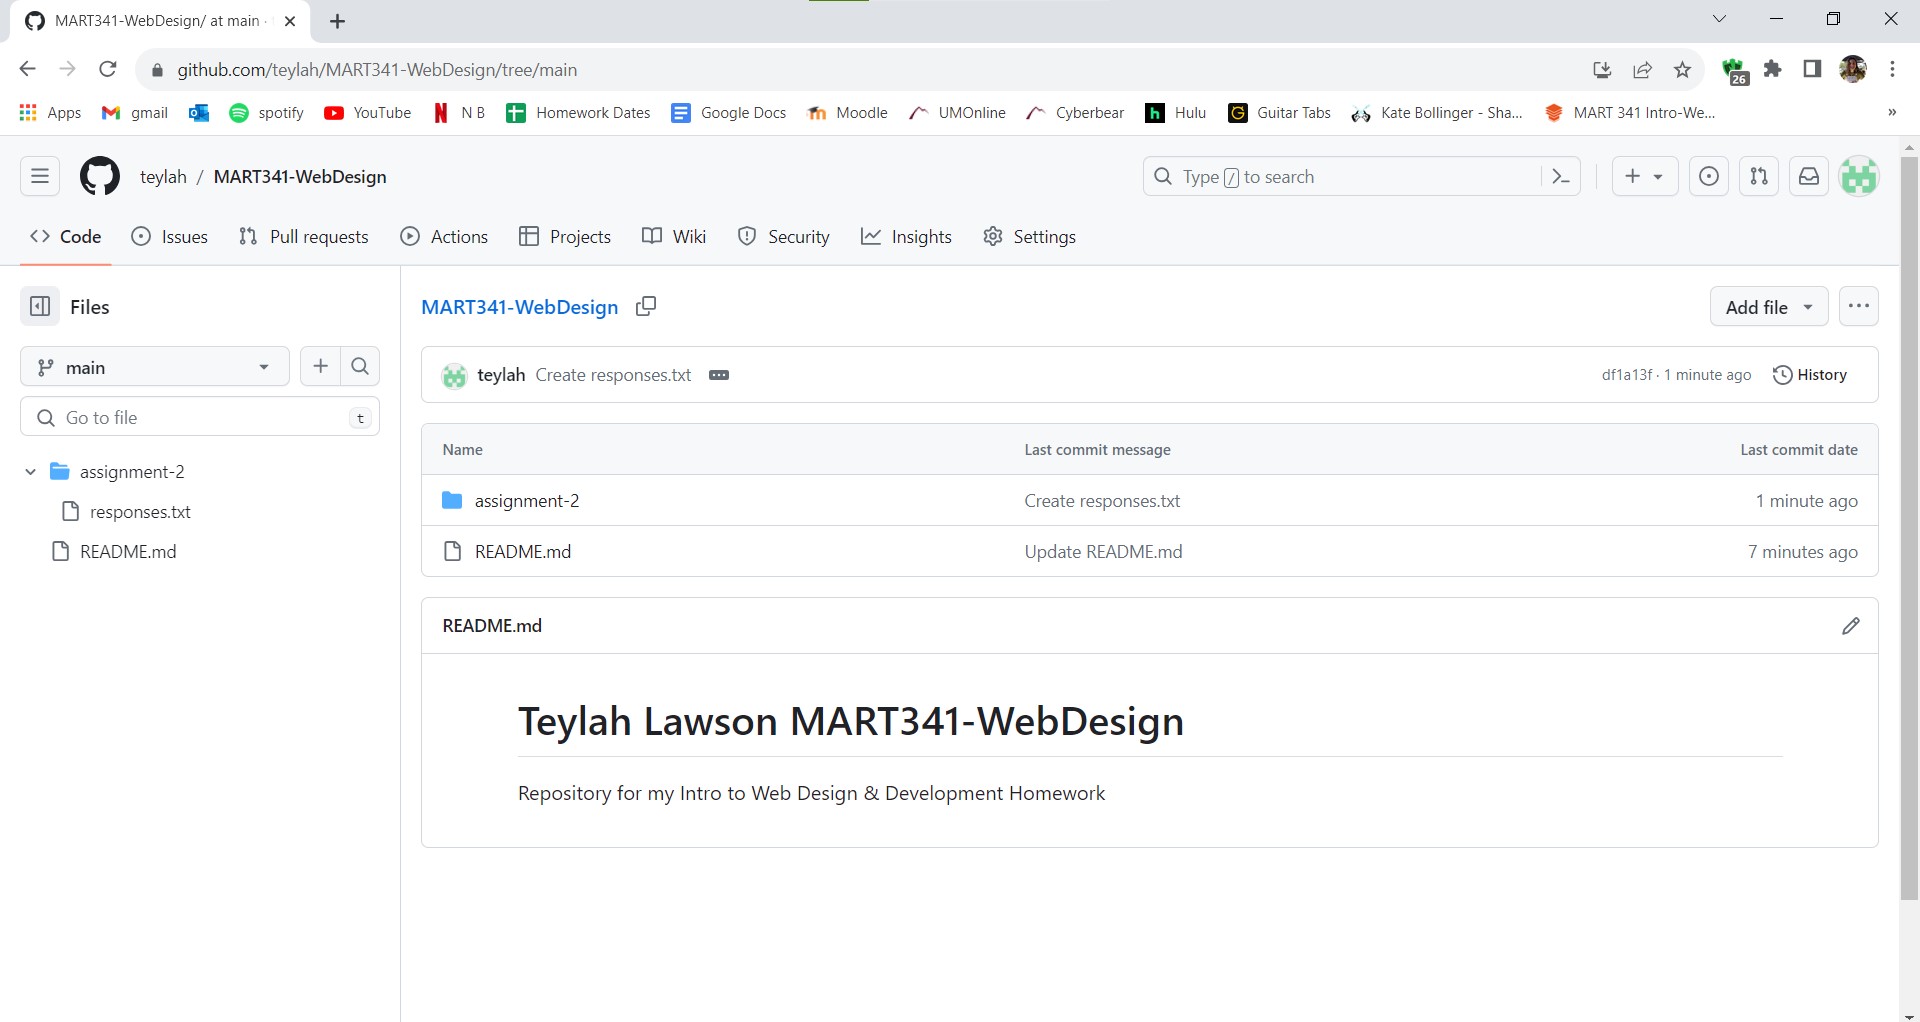 MART341-WebDesign/ at main ·
github.com/teylah/MART341-WebDesign/tree/main
26
Apps gmail spotify YouTube N B Homework Dates Google Docs Moodle UMOnline Cyberbear Hulu Guitar Tabs Kate Bollinger - Sha... MART 341 Intro-We... »
teylah / MART341-WebDesign Type / to search
Code Issues Pull requests Actions Projects Wiki Security Insights Settings
Files
main
Go to file t
assignment-2
responses.txt
README.md
MART341-WebDesign Add file
teylah Create responses.txt df1a13f · 1 minute ago History
Name Last commit message Last commit date
assignment-2 Create responses.txt 1 minute ago
README.md Update README.md 7 minutes ago
README.md
Teylah Lawson MART341-WebDesign
Repository for my Intro to Web Design & Development Homework